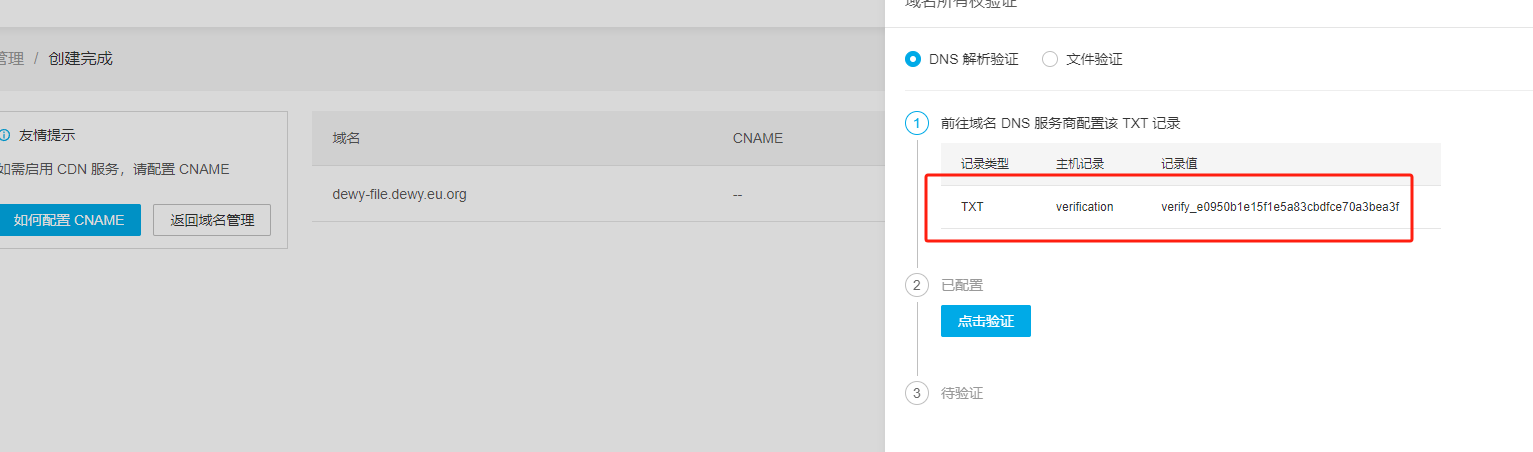 域名所有权验证
管理 / 创建完成
友情提示
如需启用 CDN 服务，请配置 CNAME
如何配置 CNAME
返回域名管理
域名 CNAME
dewy-file.dewy.eu.org --
DNS 解析验证 文件验证
1 前往域名 DNS 服务商配置该 TXT 记录
记录类型 主机记录 记录值
TXT verification verify_e0950b1e15f1e5a83cbdfce70a3bea3f
2 已配置
点击验证
3 待验证